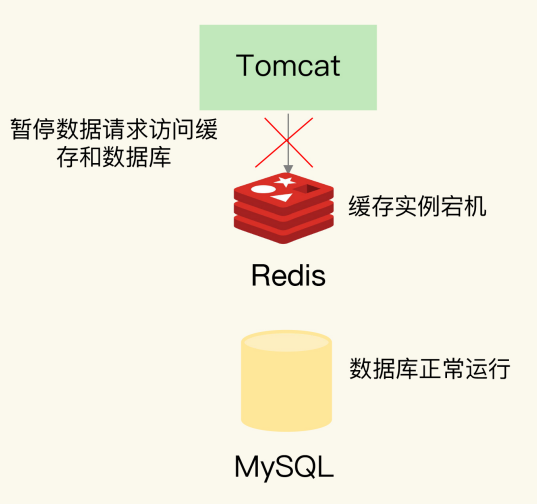 Tomcat
暂停数据请求访问缓
存和数据库
缓存实例宕机
Redis
数据库正常运行
MySQL